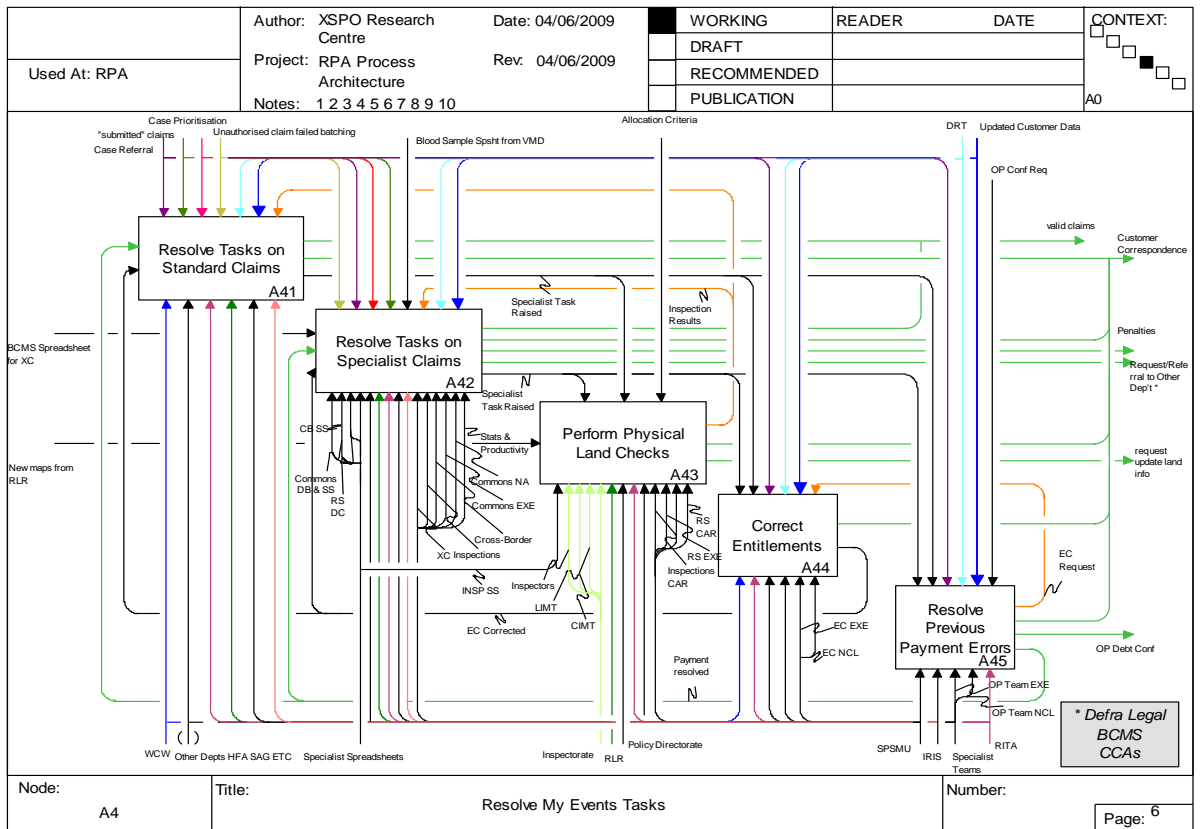 Author: XSPO Research
Centre
Date: 04/06/2009
Project: RPA Process
Architecture
Rev: 04/06/2009
Notes: 1 2 3 4 5 6 7 8 9 10
Used At: RPA
WORKING
DRAFT
RECOMMENDED
PUBLICATION
READER DATE
CONTEXT:
A0
Case Prioritisation
"submitted" claims
Unauthorised claim failed batching
Case Referral
Blood Sample Spsht from VMD
Allocation Criteria
DRT
Updated Customer Data
OP Conf Req
Resolve Tasks on
Standard Claims
A41
valid claims
Customer
Correspondence
Specialist Task
Raised
Inspection
Results
BCMS Spreadsheet
for XC
Resolve Tasks on
Specialist Claims
A42
Penalties
Request/Refe
rral to Other
Dep't *
Specialist
Task Raised
CB SS
Stats &
Productivity
Perform Physical
Land Checks
A43
New maps from
RLR
Commons
DB & SS
RS
DC
Commons NA
Commons EXE
Cross-Border
XC Inspections
request
update land
info
RS
CAR
RS EXE
Inspections
CAR
Correct
Entitlements
A44
INSP SS
Inspectors
LIMT
CIMT
EC
Request
EC Corrected
EC EXE
EC NCL
Resolve
Previous
Payment Errors
A45
OP Debt Conf
Payment
resolved
OP Team EXE
OP Team NCL
WCW
( )
Other Depts HFA SAG ETC
Specialist Spreadsheets
Inspectorate
RLR
Policy Directorate
SPSMU
IRIS
Specialist
Teams
RITA
* Defra Legal
BCMS
CCAs
Node:
A4
Title:
Resolve My Events Tasks
Number:
Page: 6